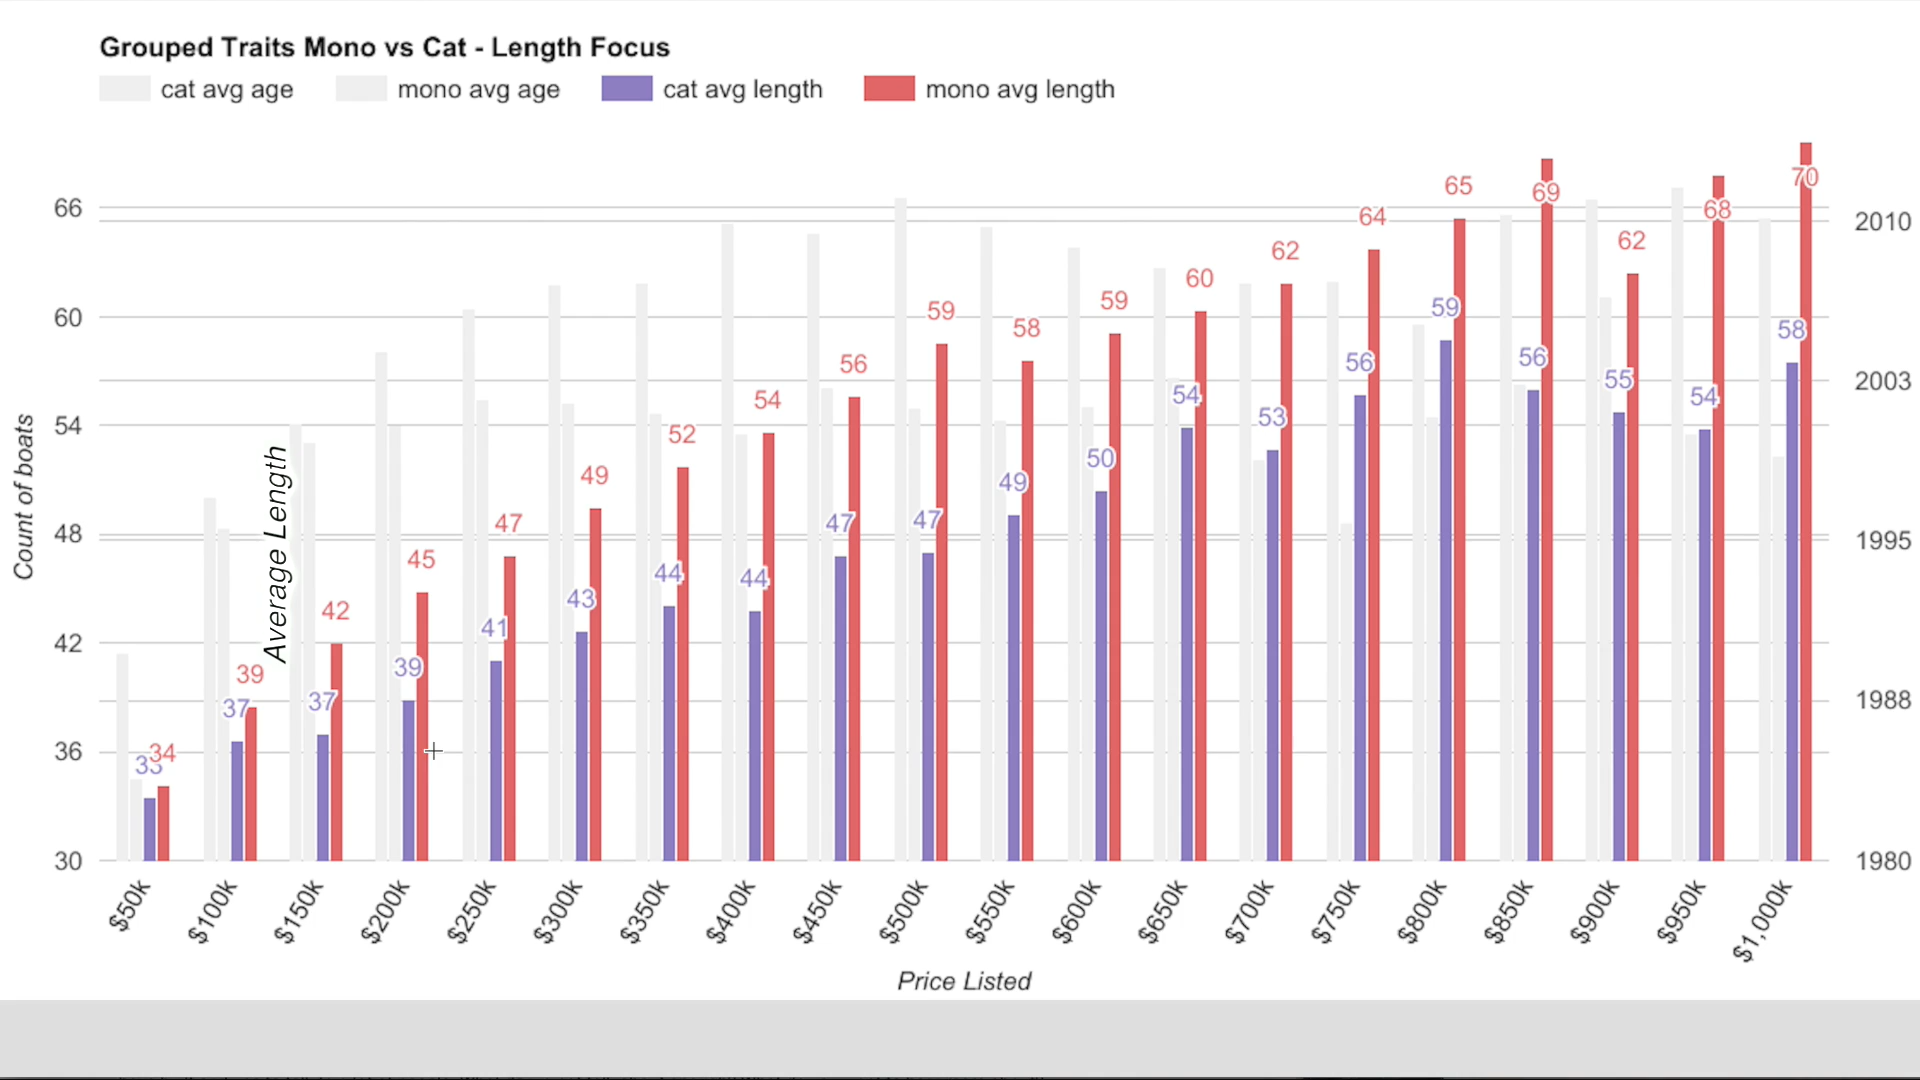 Grouped Traits Mono vs Cat - Length Focus
cat avg age mono avg age cat avg length mono avg length
66 60 54 48 42 36 30
Count of boats
Average Length
2010 2003 1995 1988 1980
34 39 42 45 47 49 52 54 56 59 58 59 60 62 64 65 69 62 68 70
33 37 37 39 41 43 44 44 47 47 49 50 54 53 56 59 56 55 54 58
$50k $100k $150k $200k $250k $300k $350k $400k $450k $500k $550k $600k $650k $700k $750k $800k $850k $900k $950k $1,000k
Price Listed